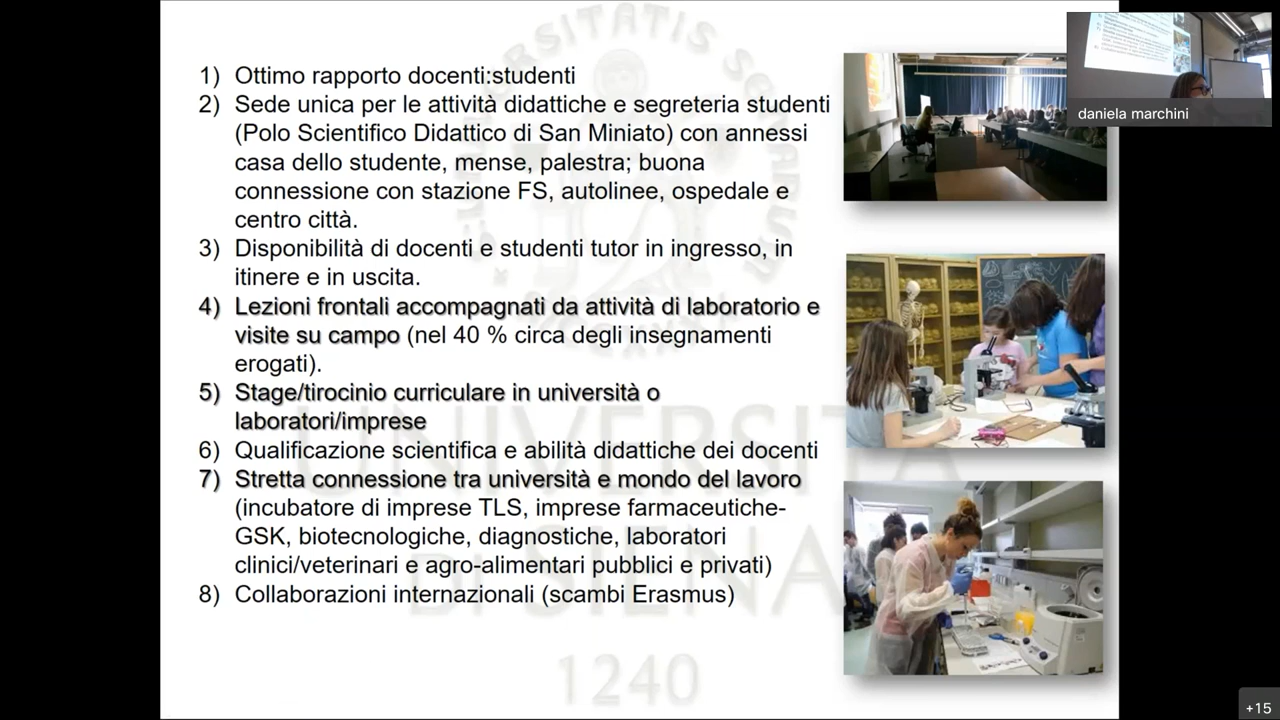 1) Ottimo rapporto docenti:studenti
2) Sede unica per le attività didattiche e segreteria studenti
(Polo Scientifico Didattico di San Miniato) con annessi
casa dello studente, mense, palestra; buona
connessione con stazione FS, autolinee, ospedale e
centro città.
3) Disponibilità di docenti e studenti tutor in ingresso, in
itinere e in uscita.
4) Lezioni frontali accompagnati da attività di laboratorio e
visite su campo (nel 40 % circa degli insegnamenti
erogati).
5) Stage/tirocinio curriculare in università o
laboratori/imprese
6) Qualificazione scientifica e abilità didattiche dei docenti
7) Stretta connessione tra università e mondo del lavoro
(incubatore di imprese TLS, imprese farmaceutiche-
GSK, biotecnologiche, diagnostiche, laboratori
clinici/veterinari e agro-alimentari pubblici e privati)
8) Collaborazioni internazionali (scambi Erasmus)
daniela marchini
UNIVERSITÀ
DI SIENA
1240
+15